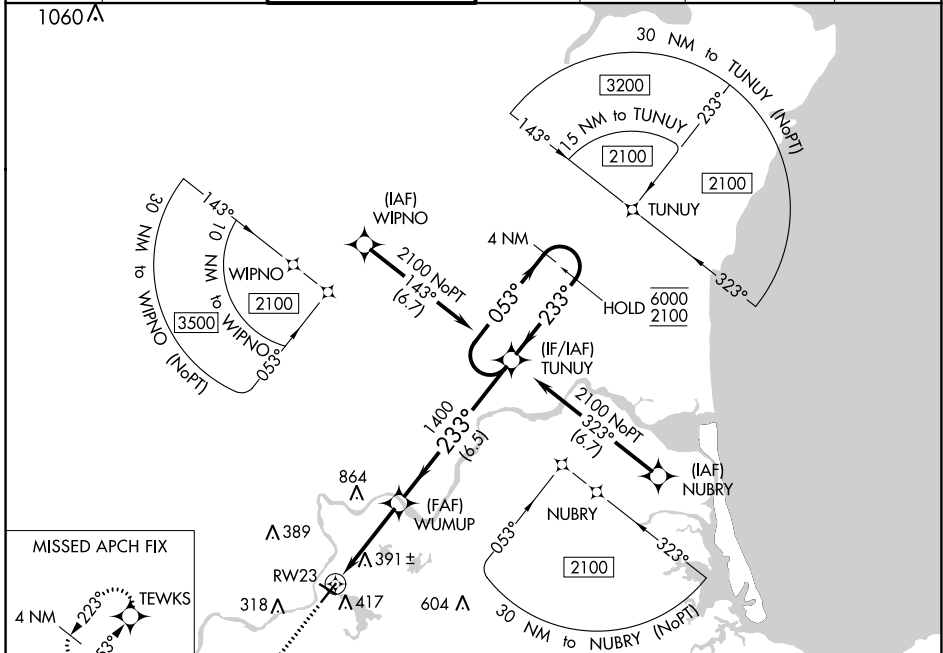 1060
30 NM to TUNUY (NoPT)
3200
233°
143°
15 NM to TUNUY
2100
2100
TUNUY
323°
143°
30 NM to WIPNO (NoPT)
10 NM to WIPNO
WIPNO
2100
3500
053°
(IAF)
WIPNO
2100 NoPT
143°
(6.7)
4 NM
053°
233°
HOLD 6000
2100
(IF/IAF)
TUNUY
1400
233°
(6.5)
2100 NoPT
323°
(6.7)
(IAF)
NUBRY
864
(FAF)
WUMUP
389
391 ±
RW23
318
417
604
NUBRY
053°
323°
2100
30 NM to NUBRY (NoPT)
MISSED APCH FIX
TEWKS
4 NM
223°